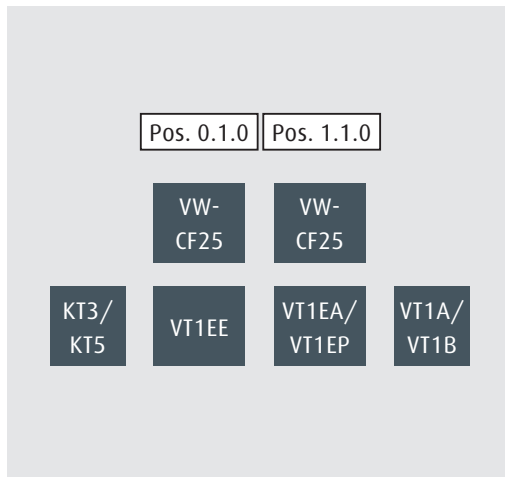 Pos. 0.1.0 Pos. 1.1.0
VW-
CF25
VW-
CF25
KT3/
KT5
VT1EE
VT1EA/
VT1EP
VT1A/
VT1B